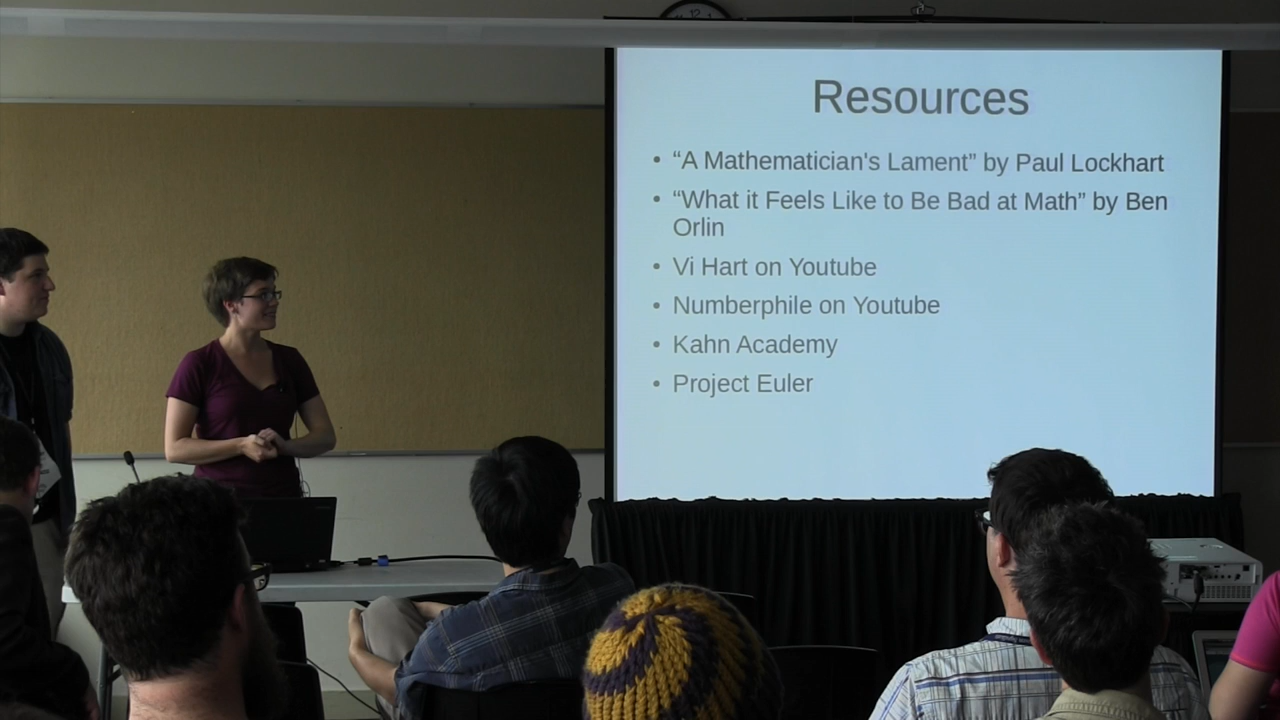 12
Resources
• “A Mathematician's Lament” by Paul Lockhart
• “What it Feels Like to Be Bad at Math” by Ben
Orlin
• Vi Hart on Youtube
• Numberphile on Youtube
• Kahn Academy
• Project Euler